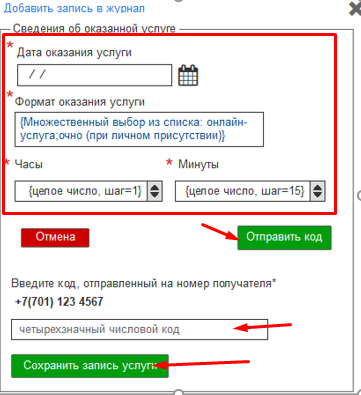 Добавить запись в журнал
Сведения об оказанной услуге
* Дата оказания услуги
/ /
* Формат оказания услуги
{Множественный выбор из списка: онлайн-
услуга;очно (при личном присутствии)}
* Часы * Минуты
{целое число, шаг=1} {целое число, шаг=15}
Отмена Отправить код
Введите код, отправленный на номер получателя*
+7(701) 123 4567
четырехзначный числовой код
Сохранить запись услуги